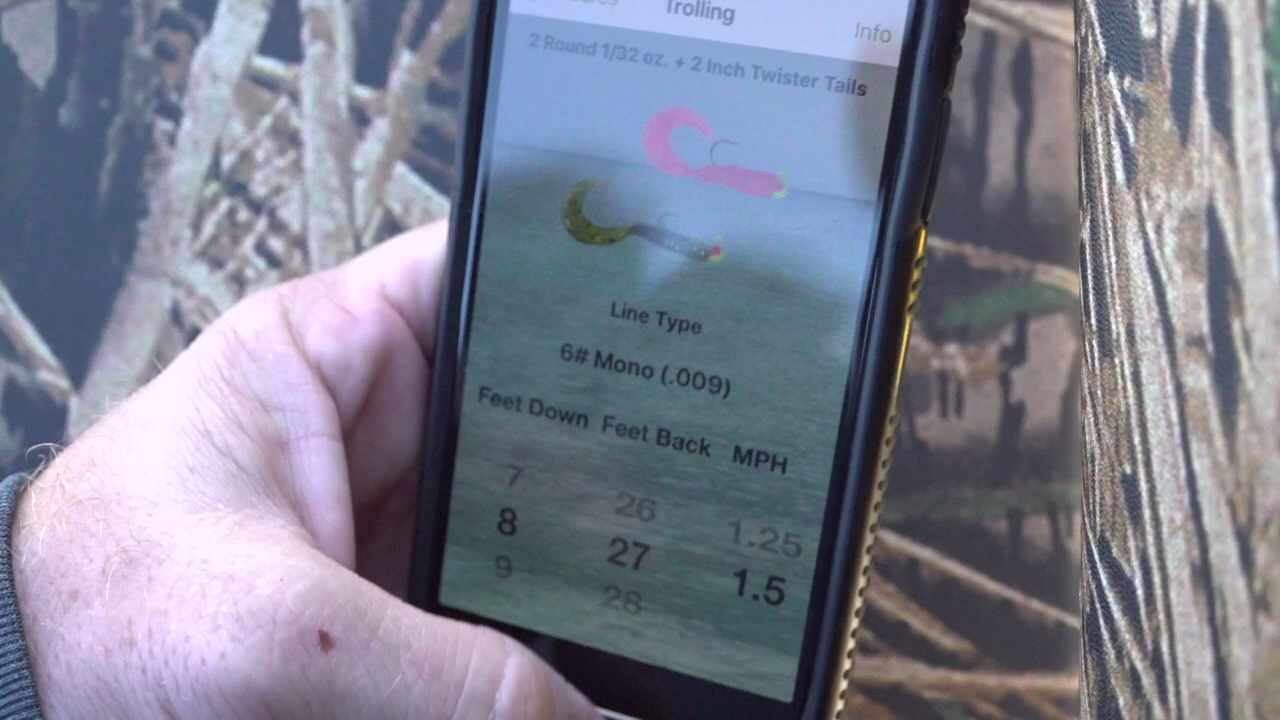 Trolling
Info
2 Round 1/32 oz. + 2 Inch Twister Tails
Line Type
6# Mono (.009)
Feet Down Feet Back MPH
7 26 1.25
8 27 1.5
9 28